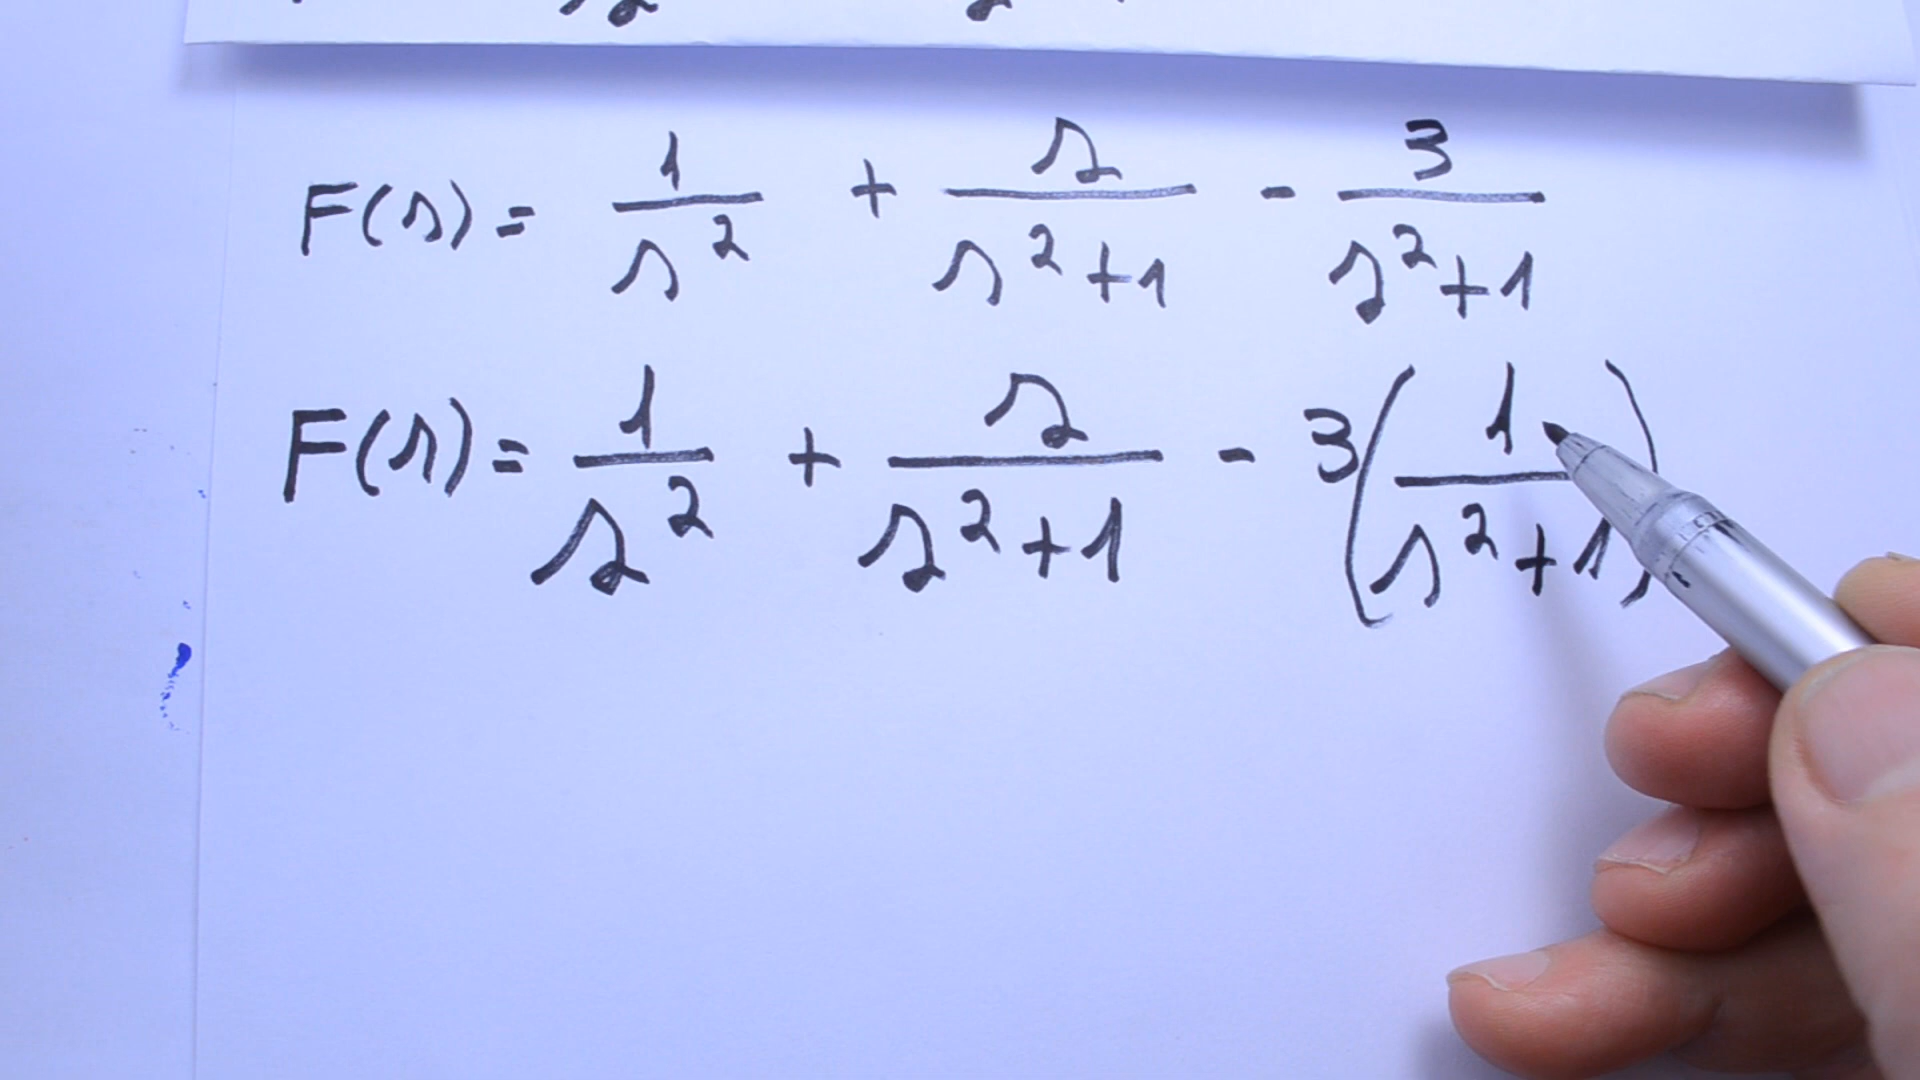 F(s) = 1/s² + s/(s²+1) - 3/(s²+1)
F(s) = 1/s² + s/(s²+1) - 3(1/(s²+1))